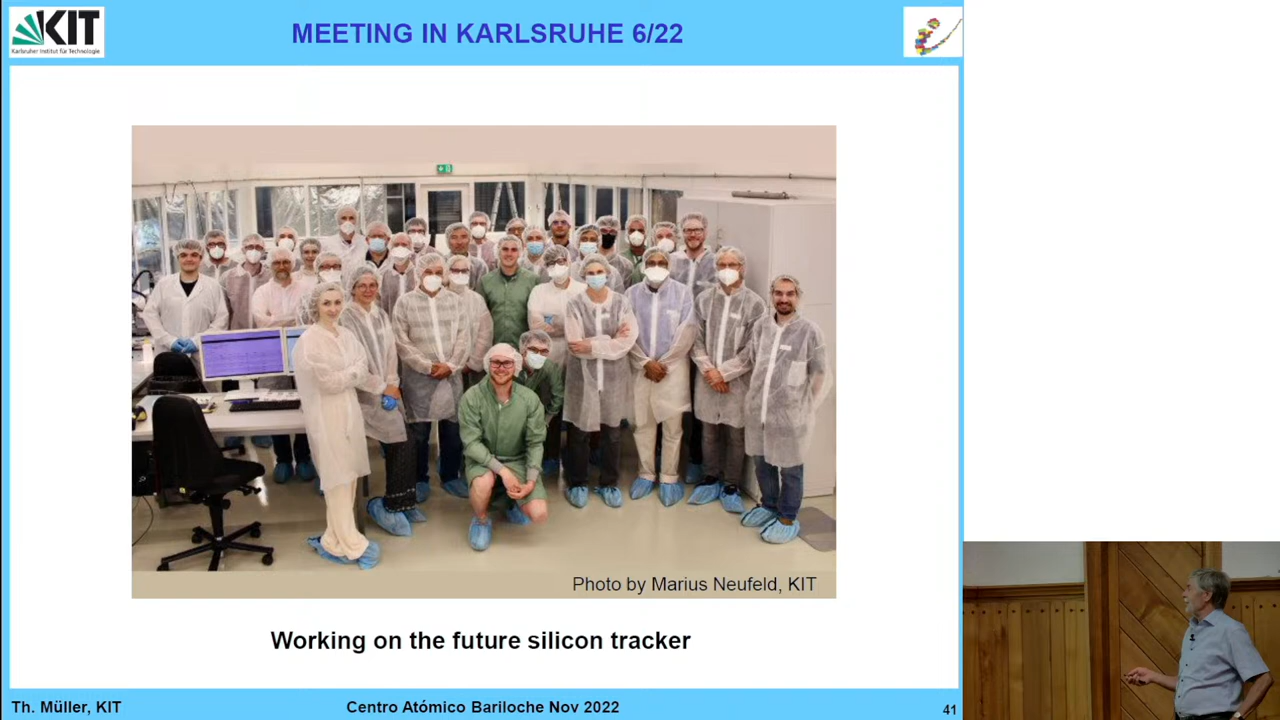 KIT
Karlsruher Institut für Technologie
MEETING IN KARLSRUHE 6/22
Photo by Marius Neufeld, KIT
Working on the future silicon tracker
Th. Müller, KIT
Centro Atómico Bariloche Nov 2022
41